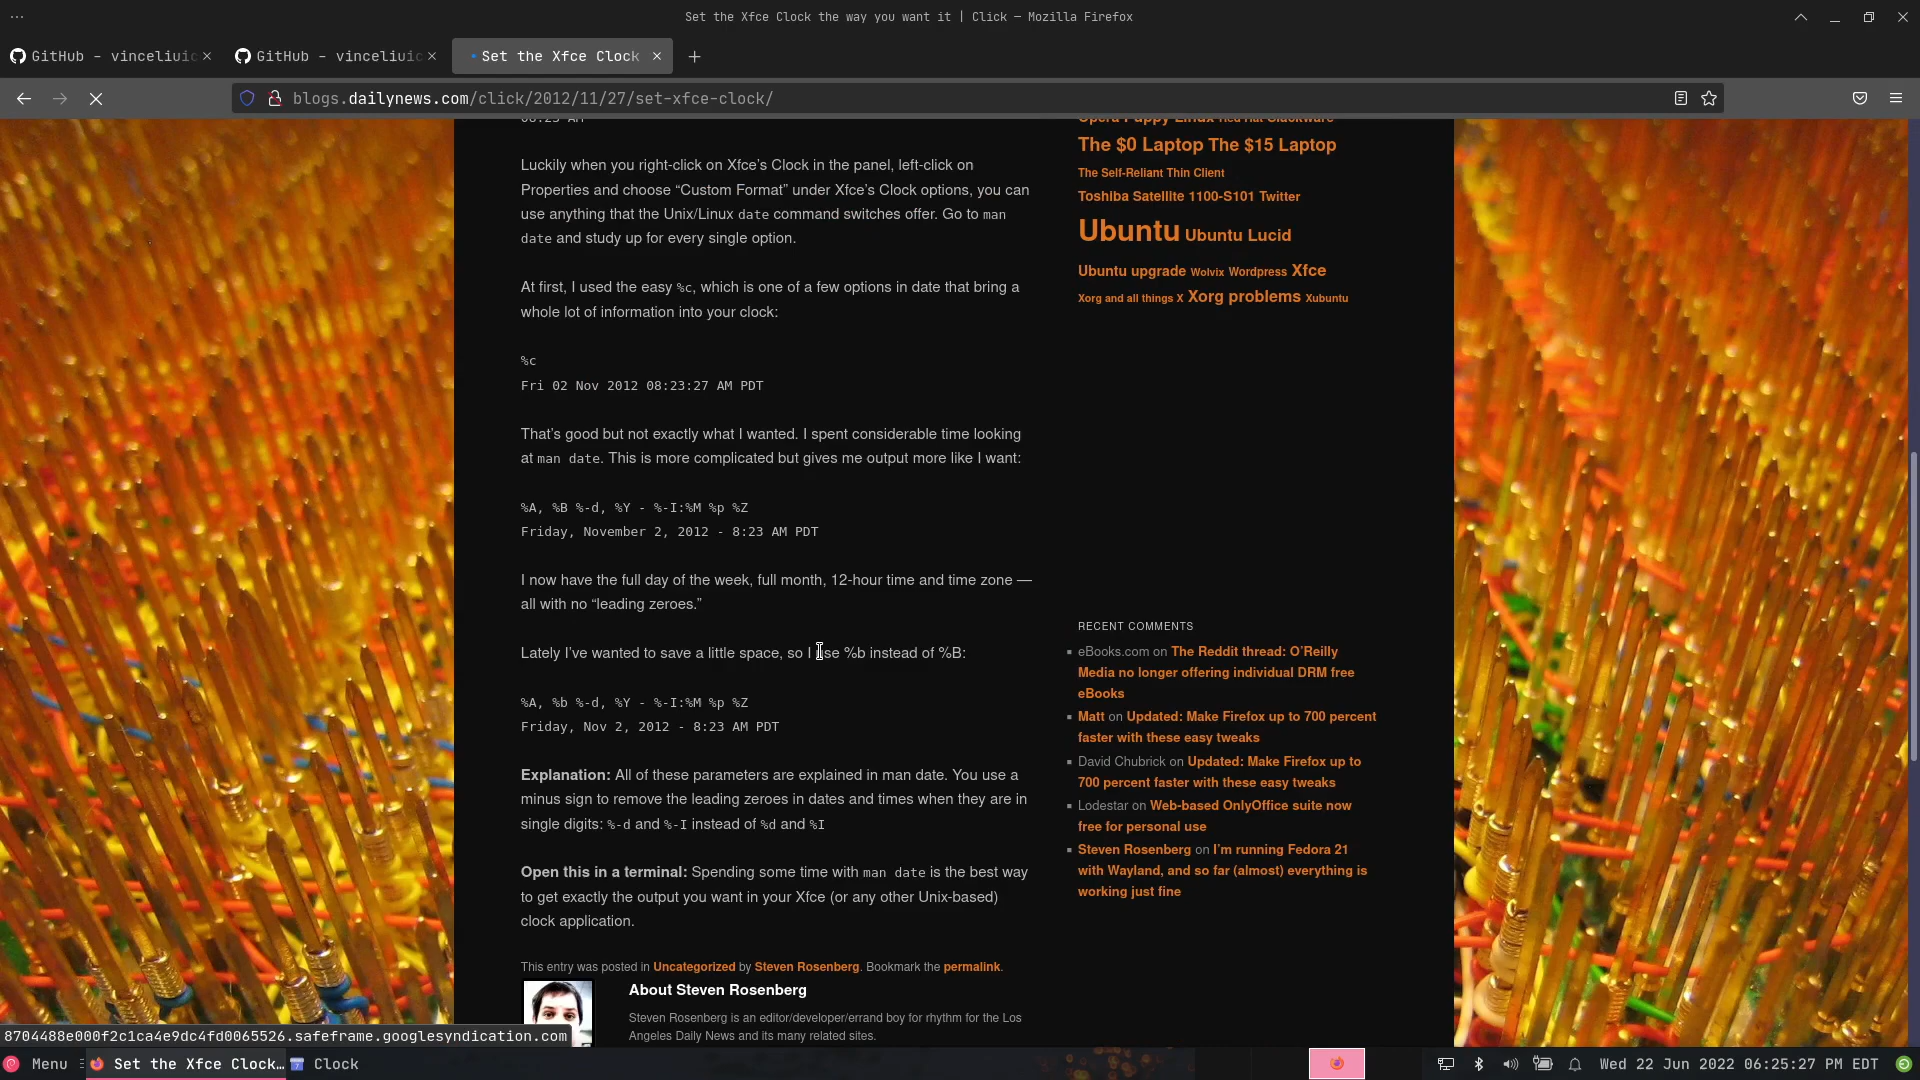 ...
Set the Xfce Clock the way you want it | Click — Mozilla Firefox
GitHub - vinceliuic
GitHub - vinceliuic
Set the Xfce Clock
blogs.dailynews.com/click/2012/11/27/set-xfce-clock/
Luckily when you right-click on Xfce’s Clock in the panel, left-click on
Properties and choose “Custom Format” under Xfce’s Clock options, you can
use anything that the Unix/Linux date command switches offer. Go to man
date and study up for every single option.
At first, I used the easy %c, which is one of a few options in date that bring a
whole lot of information into your clock:
%c
Fri 02 Nov 2012 08:23:27 AM PDT
That’s good but not exactly what I wanted. I spent considerable time looking
at man date. This is more complicated but gives me output more like I want:
%A, %B %-d, %Y - %-I:%M %p %Z
Friday, November 2, 2012 - 8:23 AM PDT
I now have the full day of the week, full month, 12-hour time and time zone —
all with no “leading zeroes.”
Lately I’ve wanted to save a little space, so I use %b instead of %B:
%A, %b %-d, %Y - %-I:%M %p %Z
Friday, Nov 2, 2012 - 8:23 AM PDT
Explanation: All of these parameters are explained in man date. You use a
minus sign to remove the leading zeroes in dates and times when they are in
single digits: %-d and %-I instead of %d and %I
Open this in a terminal: Spending some time with man date is the best way
to get exactly the output you want in your Xfce (or any other Unix-based)
clock application.
This entry was posted in Uncategorized by Steven Rosenberg. Bookmark the permalink.
About Steven Rosenberg
Steven Rosenberg is an editor/developer/errand boy for rhythm for the Los
Angeles Daily News and its many related sites.
Opera Puppy Linux Red Hat Slackware
The $0 Laptop The $15 Laptop
The Self-Reliant Thin Client
Toshiba Satellite 1100-S101 Twitter
Ubuntu Ubuntu Lucid
Ubuntu upgrade Wolvix Wordpress Xfce
Xorg and all things X Xorg problems Xubuntu
RECENT COMMENTS
eBooks.com on The Reddit thread: O’Reilly
Media no longer offering individual DRM free
eBooks
Matt on Updated: Make Firefox up to 700 percent
faster with these easy tweaks
David Chubrick on Updated: Make Firefox up to
700 percent faster with these easy tweaks
Lodestar on Web-based OnlyOffice suite now
free for personal use
Steven Rosenberg on I’m running Fedora 21
with Wayland, and so far (almost) everything is
working just fine
8704488e000f2c1ca4e9dc4fd0065526.safeframe.googlesyndication.com
Menu
Set the Xfce Clock…
Clock
Wed 22 Jun 2022 06:25:27 PM EDT